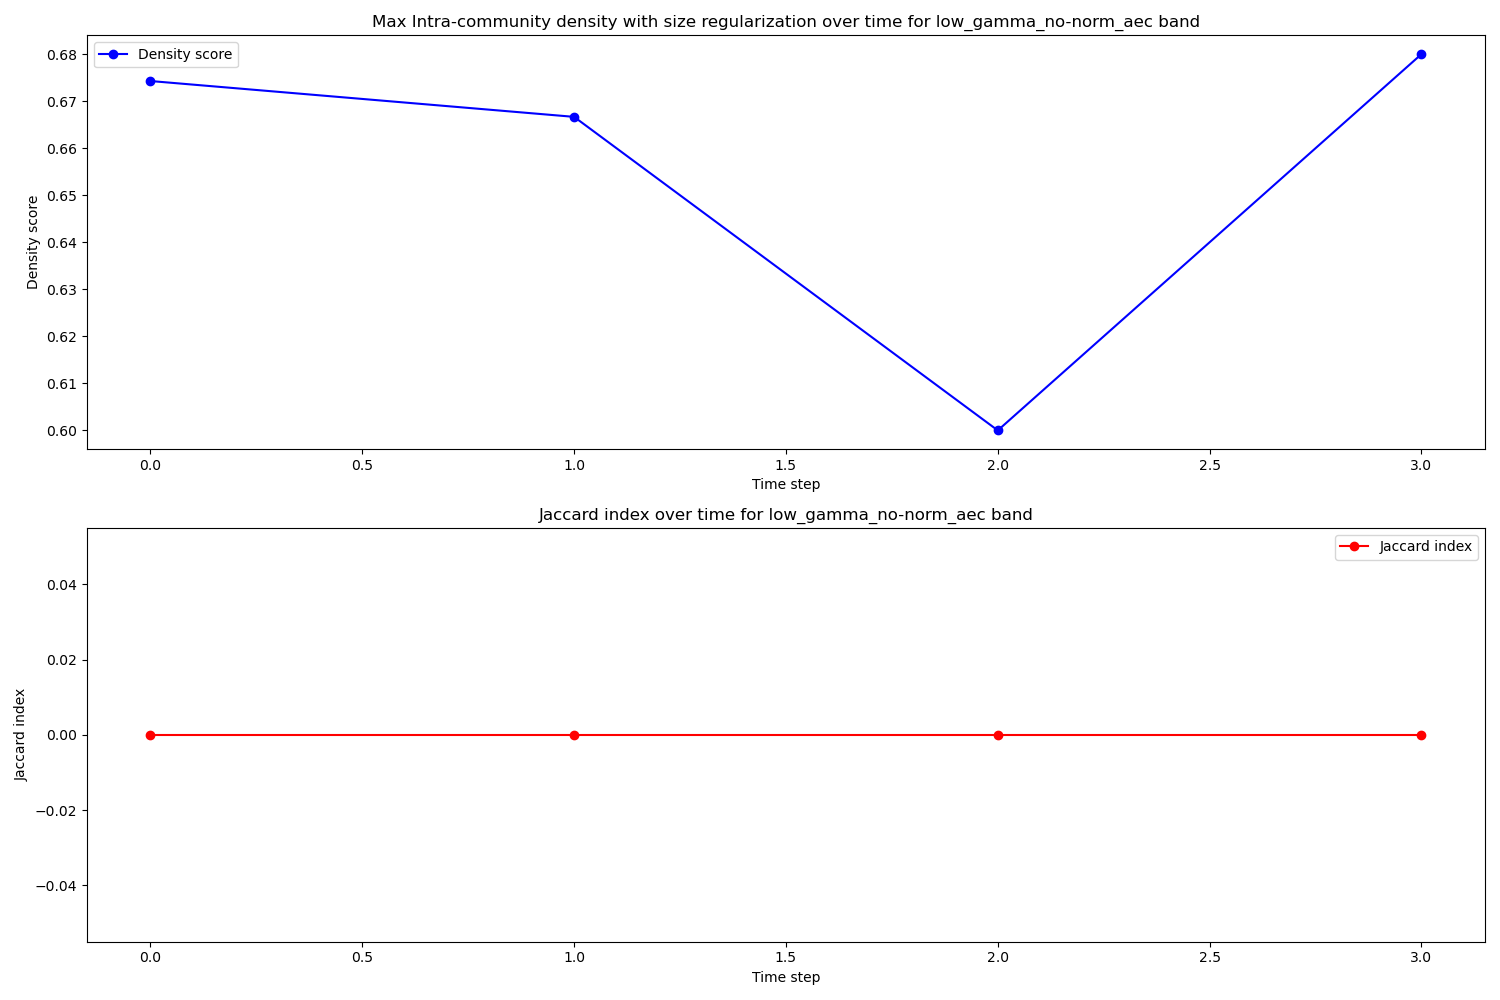 Max Intra-community density with size regularization over time for low_gamma_no-norm_aec band
Density score
0.68
0.67
0.66
0.65
0.64
0.63
0.62
0.61
0.60
Density score
0.0 0.5 1.0 1.5 2.0 2.5 3.0
Time step
Jaccard index over time for low_gamma_no-norm_aec band
Jaccard index
0.04
0.02
0.00
−0.02
−0.04
Jaccard index
0.0 0.5 1.0 1.5 2.0 2.5 3.0
Time step